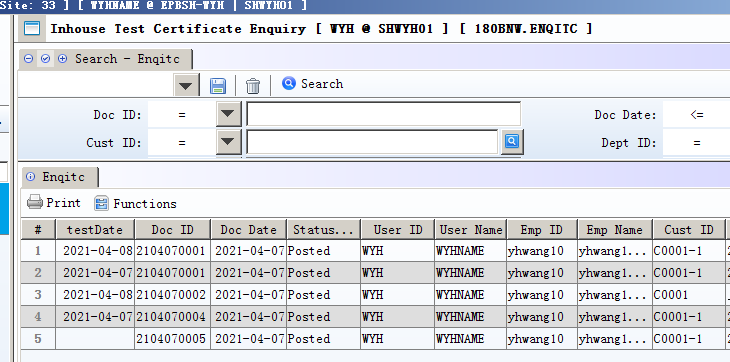 Site: 33 ] [ WYHNAME @ EPBSH-WYH | SHWYH01 ]
Inhouse Test Certificate Enquiry [ WYH @ SHWYH01 ] [ 180BNW.ENQITC ]
Search - Enqitc
Search
Doc ID: = Doc Date: <=
Cust ID: = Dept ID: =
Enqitc
Print Functions
# testDate Doc ID Doc Date Status... User ID User Name Emp ID Emp Name Cust ID
1 2021-04-08 2104070001 2021-04-07 Posted WYH WYHNAME yhwang10 yhwang1... C0001-1
2 2021-04-07 2104070001 2021-04-07 Posted WYH WYHNAME yhwang10 yhwang1... C0001-1
3 2021-04-08 2104070002 2021-04-07 Posted WYH WYHNAME yhwang10 yhwang1... C0001
4 2021-04-07 2104070004 2021-04-07 Posted WYH WYHNAME yhwang10 yhwang1... C0001-1
5 2104070005 2021-04-07 Posted WYH WYHNAME yhwang10 yhwang1... C0001-1